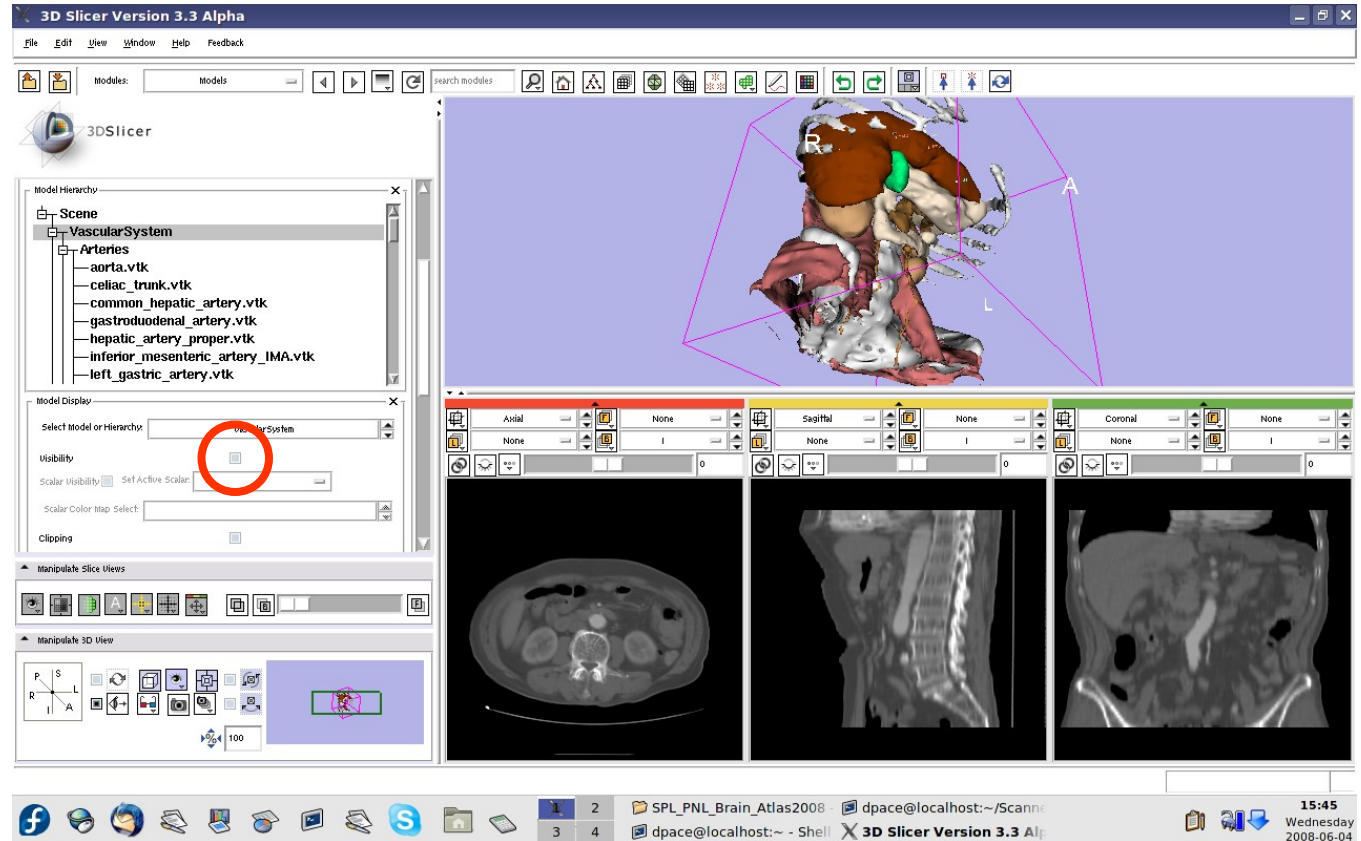 3D Slicer Version 3.3 Alpha
File Edit View Window Help Feedback
Modules: Models search modules
3DSlicer
Model Hierarchy
Scene
VascularSystem
Arteries
aorta.vtk
celiac_trunk.vtk
common_hepatic_artery.vtk
gastroduodenal_artery.vtk
hepatic_artery_proper.vtk
inferior_mesenteric_artery_IMA.vtk
left_gastric_artery.vtk
Model Display
Select Model or Hierarchy: VascularSystem
Visibility
Scalar Visibility Set Active Scalar:
Scalar Color Map Select:
Clipping
Manipulate Slice Views
Manipulate 3D View
P S
R L
I A
100
R
A
L
Axial None
None I
0
Sagittal None
None I
0
Coronal None
None I
0
1 2
3 4
SPL_PNL_Brain_Atlas2008 -
dpace@localhost:~/Scanne
dpace@localhost:~ - Shell
3D Slicer Version 3.3 Alp
15:45
Wednesday
2008-06-04